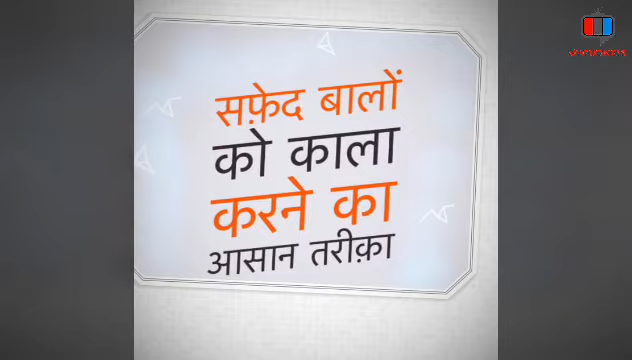 सफ़ेद बालों
को काला
करने का
आसान तरीक़ा